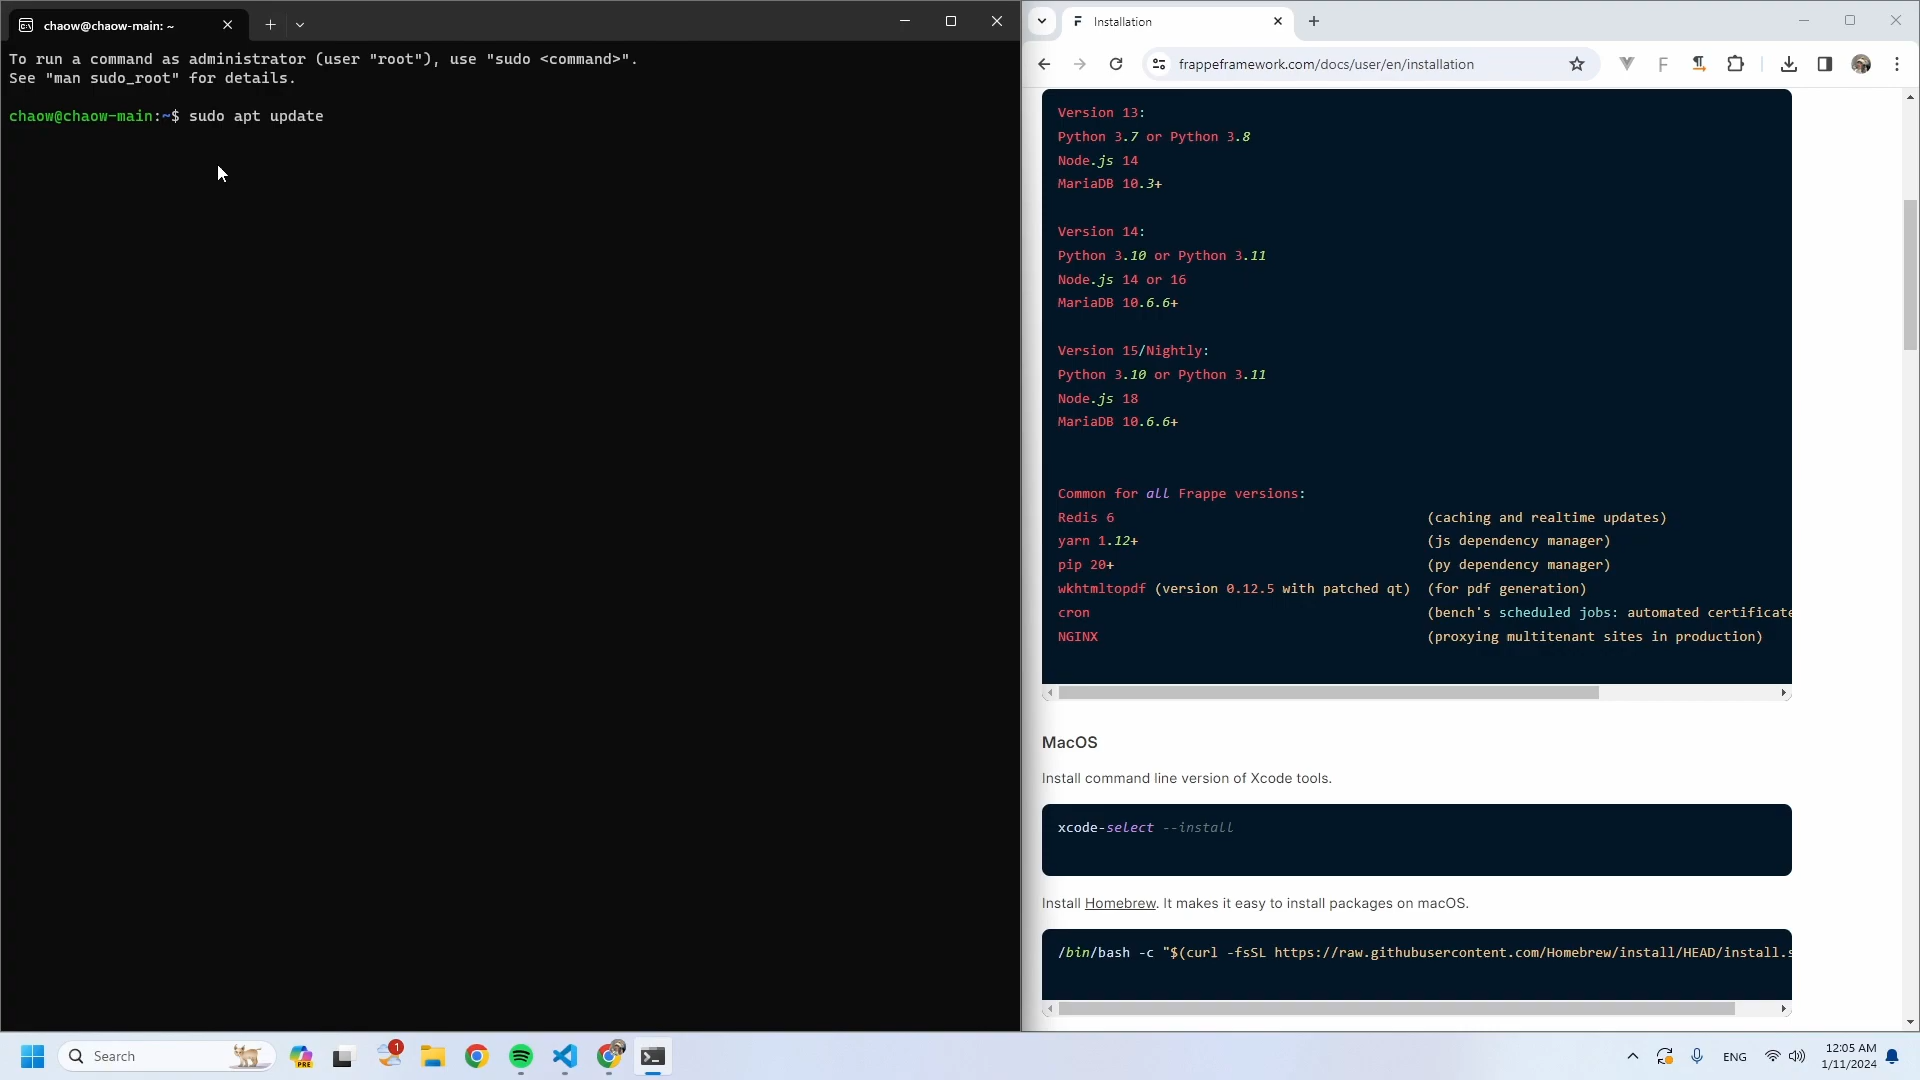 chaow@chaow-main: ~
To run a command as administrator (user "root"), use "sudo <command>".
See "man sudo_root" for details.
chaow@chaow-main:~$ sudo apt update
Installation
frappeframework.com/docs/user/en/installation
Version 13:
Python 3.7 or Python 3.8
Node.js 14
MariaDB 10.3+
Version 14:
Python 3.10 or Python 3.11
Node.js 14 or 16
MariaDB 10.6.6+
Version 15/Nightly:
Python 3.10 or Python 3.11
Node.js 18
MariaDB 10.6.6+
Common for all Frappe versions:
Redis 6 (caching and realtime updates)
yarn 1.12+ (js dependency manager)
pip 20+ (py dependency manager)
wkhtmltopdf (version 0.12.5 with patched qt) (for pdf generation)
cron (bench's scheduled jobs: automated certificate
NGINX (proxying multitenant sites in production)
MacOS
Install command line version of Xcode tools.
xcode-select --install
Install Homebrew. It makes it easy to install packages on macOS.
/bin/bash -c "$(curl -fsSL https://raw.githubusercontent.com/Homebrew/install/HEAD/install.s
Search
PRE
1
ENG
12:05 AM
1/11/2024